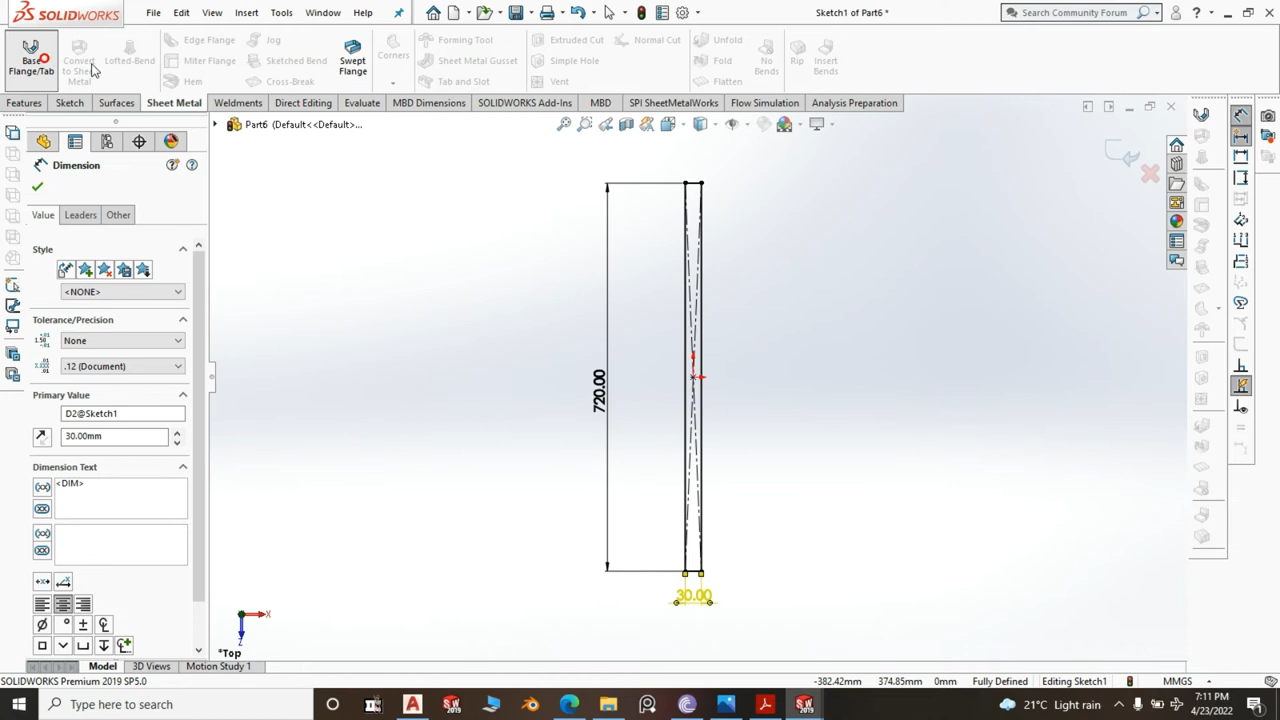 SOLIDWORKS File Edit View Insert Tools Window Help Sketch1 of Part6 * Search Community Forum
Base Flange/Tab Convert to Sheet Metal Lofted-Bend Edge Flange Miter Flange Hem Jog Sketched Bend Cross-Break Swept Flange Corners Forming Tool Sheet Metal Gusset Tab and Slot Extruded Cut Simple Hole Vent Normal Cut Unfold Fold Flatten No Bends Rip Insert Bends
Features Sketch Surfaces Sheet Metal Weldments Direct Editing Evaluate MBD Dimensions SOLIDWORKS Add-Ins MBD SPI SheetMetalWorks Flow Simulation Analysis Preparation
Part6 (Default<<Default>...
Dimension
Value Leaders Other
Style
<NONE>
Tolerance/Precision
None
.12 (Document)
Primary Value
D2@Sketch1
30.00mm
Dimension Text
<DIM>
720.00
30.00
X
Z
*Top
Model 3D Views Motion Study 1
SOLIDWORKS Premium 2019 SP5.0 -382.42mm 374.85mm 0mm Fully Defined Editing Sketch1 MMGS
Type here to search 21°C Light rain 7:11 PM
4/23/2022